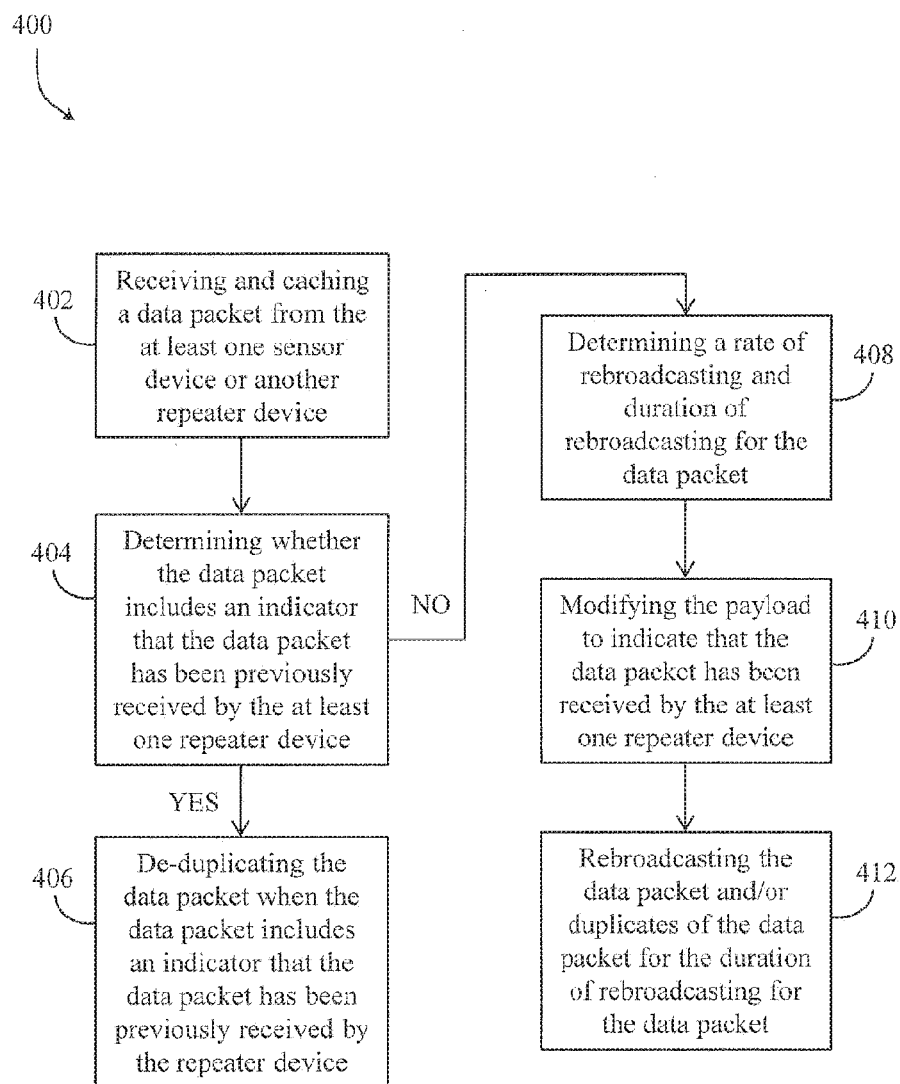 400
402
Receiving and caching
a data packet from the
at least one sensor
device or another
repeater device
404
Determining whether
the data packet
includes an indicator
that the data packet
has been previously
received by the at least
one repeater device
NO
YES
406
De-duplicating the
data packet when the
data packet includes
an indicator that the
data packet has been
previously received by
the repeater device
Determining a rate of
rebroadcasting and
duration of
rebroadcasting for the
data packet
408
Modifying the payload
to indicate that the
data packet has been
received by the at least
one repeater device
410
Rebroadcasting the
data packet and/or
duplicates of the data
packet for the duration
of rebroadcasting for
the data packet
412